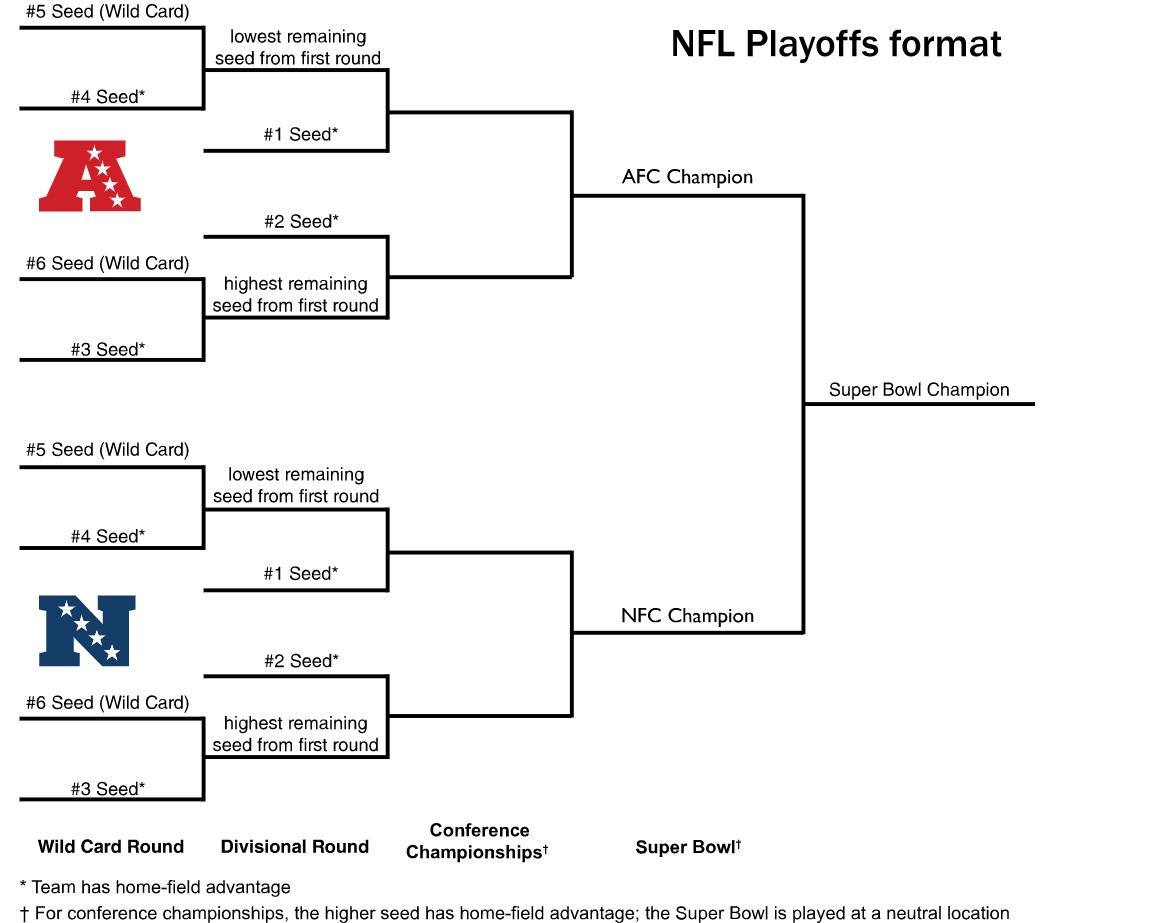 NFL Playoffs format
#5 Seed (Wild Card)
lowest remaining
seed from first round
#4 Seed*
#1 Seed*
A
AFC Champion
#2 Seed*
#6 Seed (Wild Card)
highest remaining
seed from first round
#3 Seed*
Super Bowl Champion
#5 Seed (Wild Card)
lowest remaining
seed from first round
#4 Seed*
#1 Seed*
N
NFC Champion
#2 Seed*
#6 Seed (Wild Card)
highest remaining
seed from first round
#3 Seed*
Wild Card Round
Divisional Round
Conference
Championships†
Super Bowl†
* Team has home-field advantage
† For conference championships, the higher seed has home-field advantage; the Super Bowl is played at a neutral location